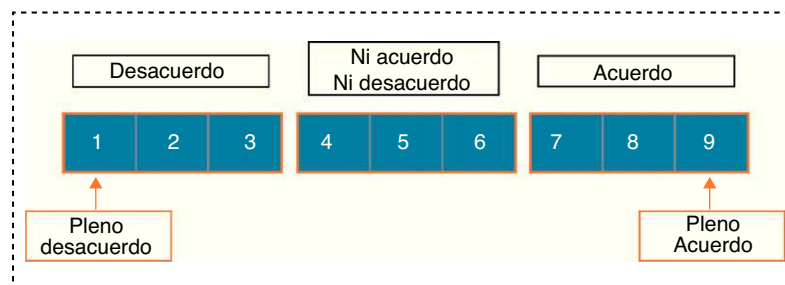 Desacuerdo
Ni acuerdo
Ni desacuerdo
Acuerdo
1 2 3 4 5 6 7 8 9
Pleno
desacuerdo
Pleno
Acuerdo